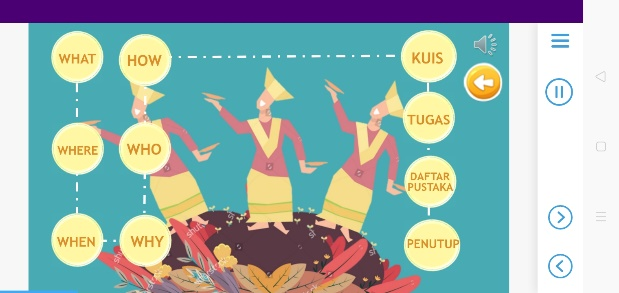 WHAT
HOW
KUIS
WHERE
WHO
TUGAS
DAFTAR
PUSTAKA
WHEN
WHY
PENUTUP